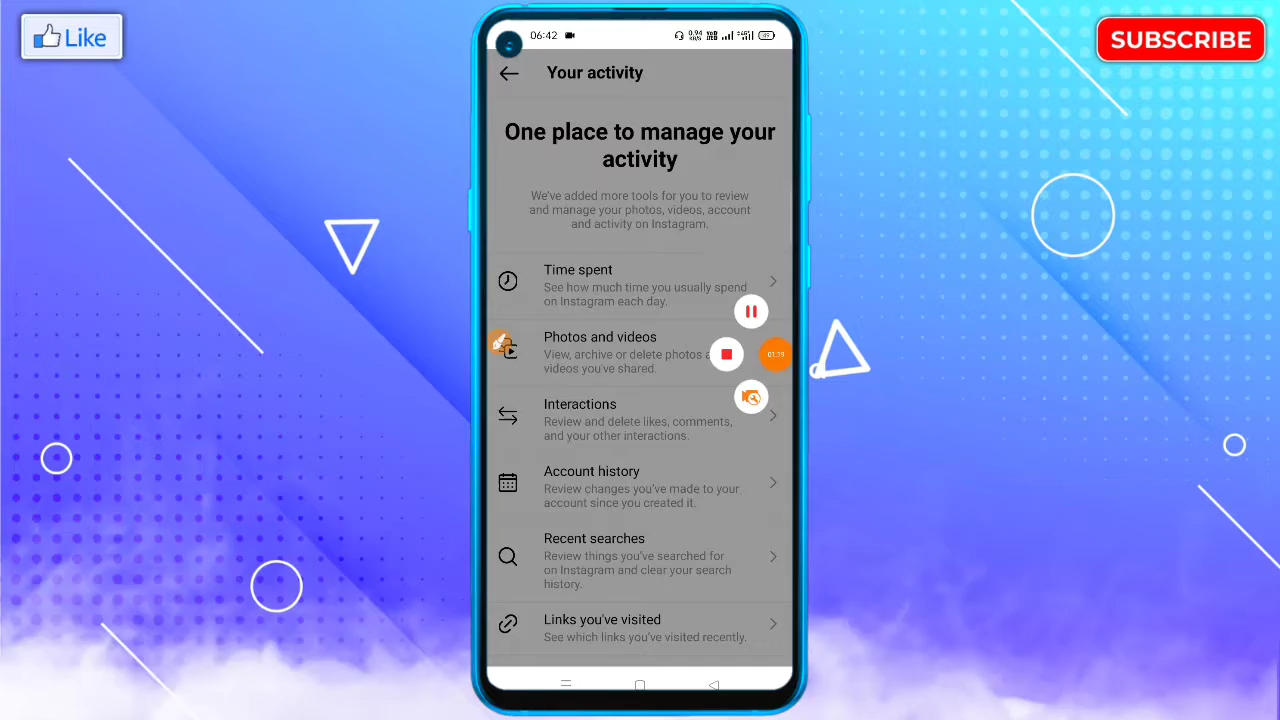 Like
SUBSCRIBE
06:42
Your activity
One place to manage your
activity
We've added more tools for you to review
and manage your photos, videos, account
and activity on Instagram.
Time spent
See how much time you usually spend
on Instagram each day.
Photos and videos
View, archive or delete photos
videos you've shared.
01:19
Interactions
Review and delete likes, comments,
and your other interactions.
Account history
Review changes you've made to your
account since you created it.
Recent searches
Review things you've searched for
on Instagram and clear your search
history.
Links you've visited
See which links you've visited recently.